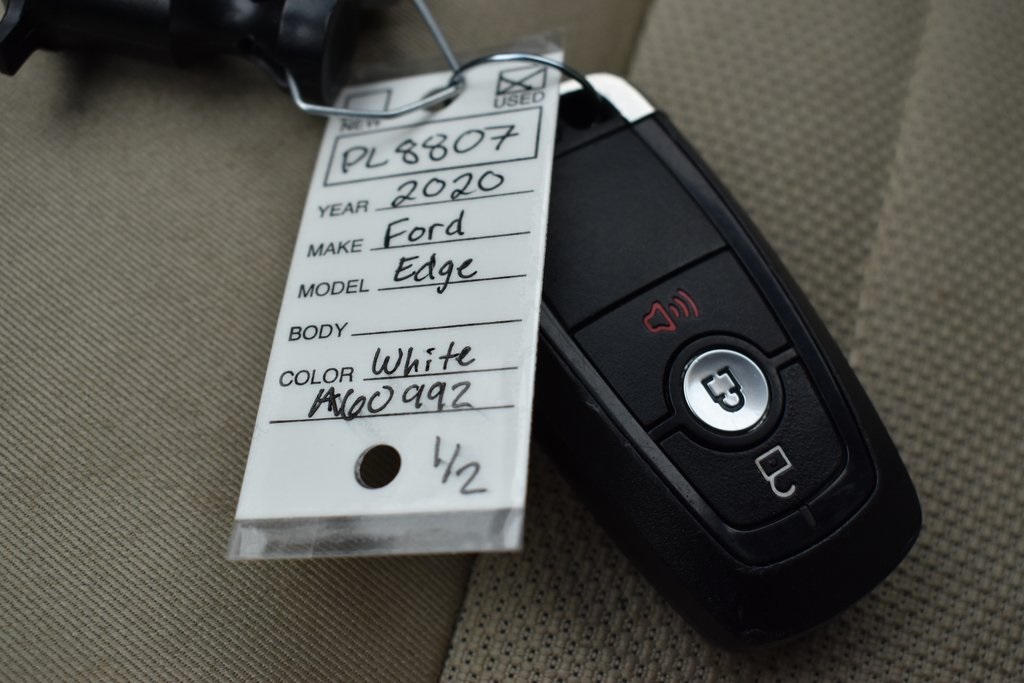 NEW USED
PL8807
YEAR 2020
MAKE Ford
MODEL Edge
BODY
COLOR White
A60992
1/2